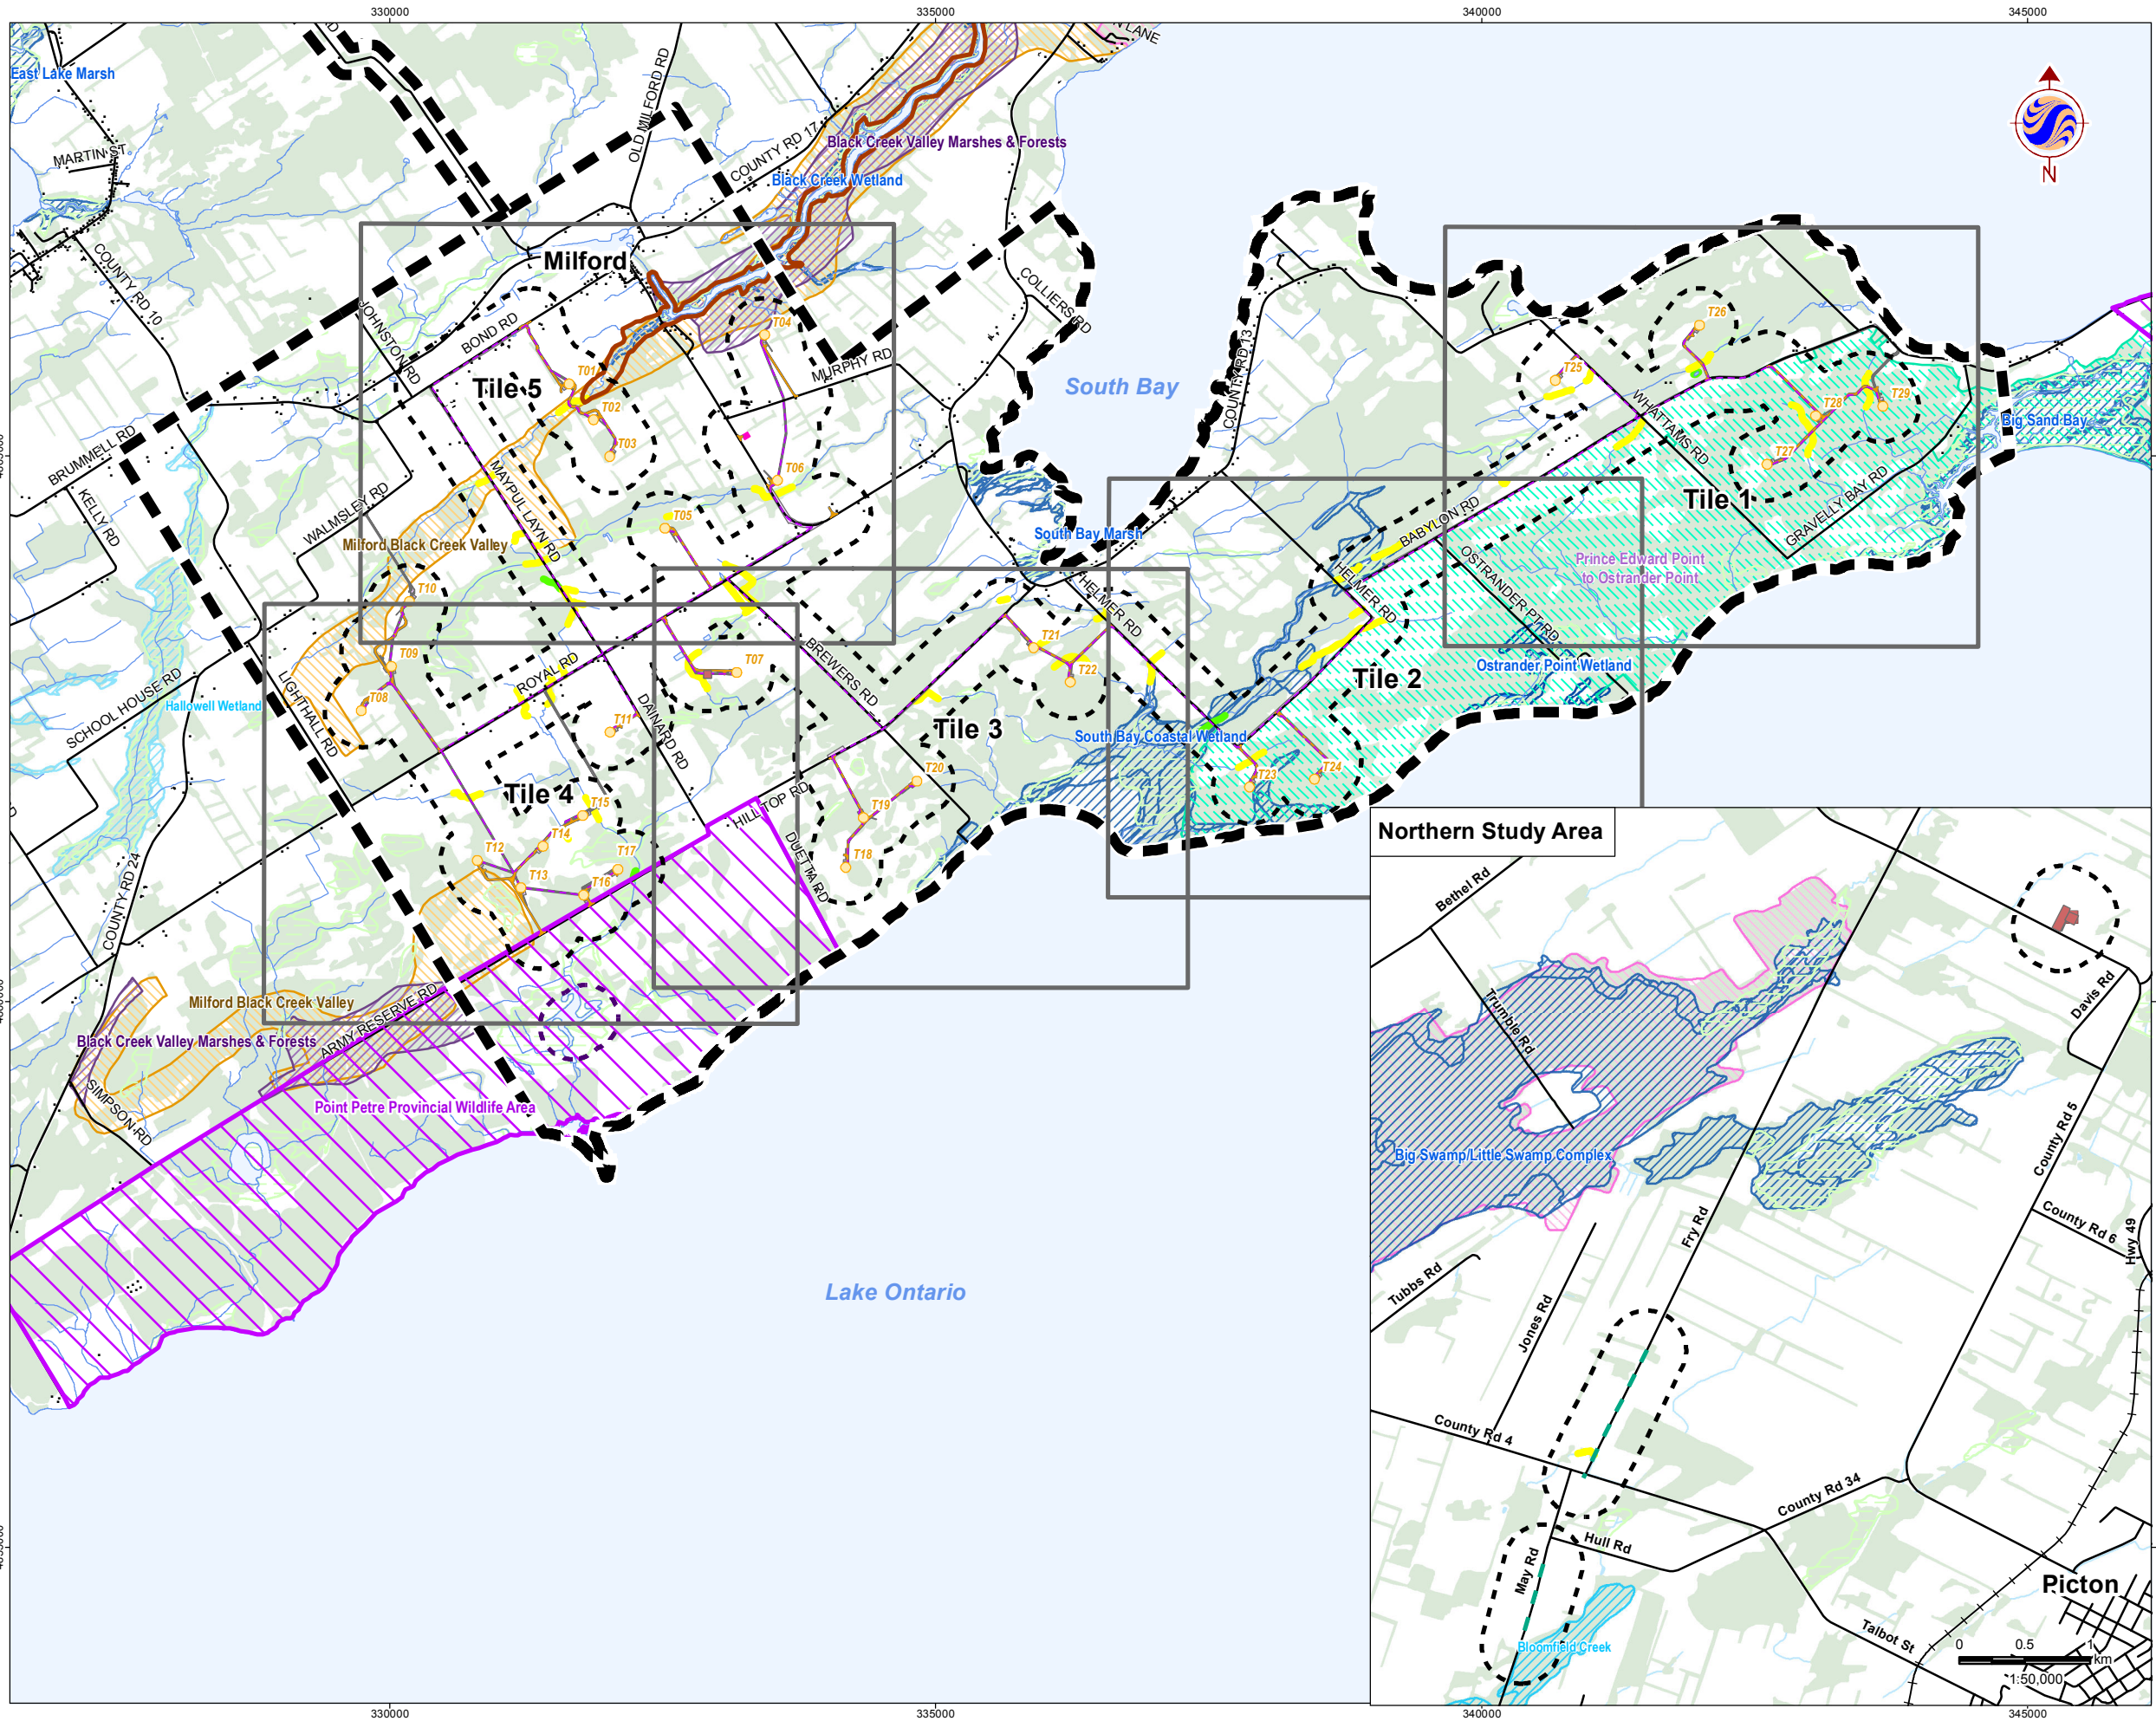 330000
335000
340000
345000
East Lake Marsh
OLD MILFORD RD
COUNTY RD 17
Black Creek Valley Marshes & Forests
Black Creek Wetland
MARTIN ST
N
COUNTY RD 10
Milford
JOHNSTON RD
BOND RD
COLLIERS RD
MURPHY RD
COUNTY RD 13
South Bay
Tile 5
T01
T02
T03
T04
T05
T06
T25
T26
T27
T28
T29
WHATTAMS RD
Big Sand Bay
Tile 1
GRAVELLY BAY RD
BRUMMELL RD
KELLY RD
WALMSLEY RD
MAYPUL LAYN RD
Milford Black Creek Valley
South Bay Marsh
BABYLON RD
OSTRANDER PT RD
Prince Edward Point
to Ostrander Point
HELMER RD
HELMER RD
T10
T09
T08
T07
T21
T22
ROYAL RD
BREWERS RD
SCHOOL HOUSE RD
LIGHTHALL RD
Hallowell Wetland
DAINARD RD
T11
Tile 3
Tile 2
Ostrander Point Wetland
South Bay Coastal Wetland
T23
T24
Tile 4
T15
T14
T12
T13
T17
T16
HILLTOP RD
DUETTA RD
T20
T19
T18
COUNTY RD 24
Milford Black Creek Valley
Black Creek Valley Marshes & Forests
ARMY RESERVE RD
SIMPSON RD
Point Petre Provincial Wildlife Area
Lake Ontario
Northern Study Area
Bethel Rd
Trumble Rd
Davis Rd
Big Swamp/Little Swamp Complex
County Rd 5
County Rd 6
Hwy 49
Fry Rd
Tubbs Rd
Jones Rd
County Rd 4
County Rd 34
Hull Rd
May Rd
Picton
Talbot St
Bloomfield Creek
0 0.5 1
km
1:50,000
330000
335000
340000
345000